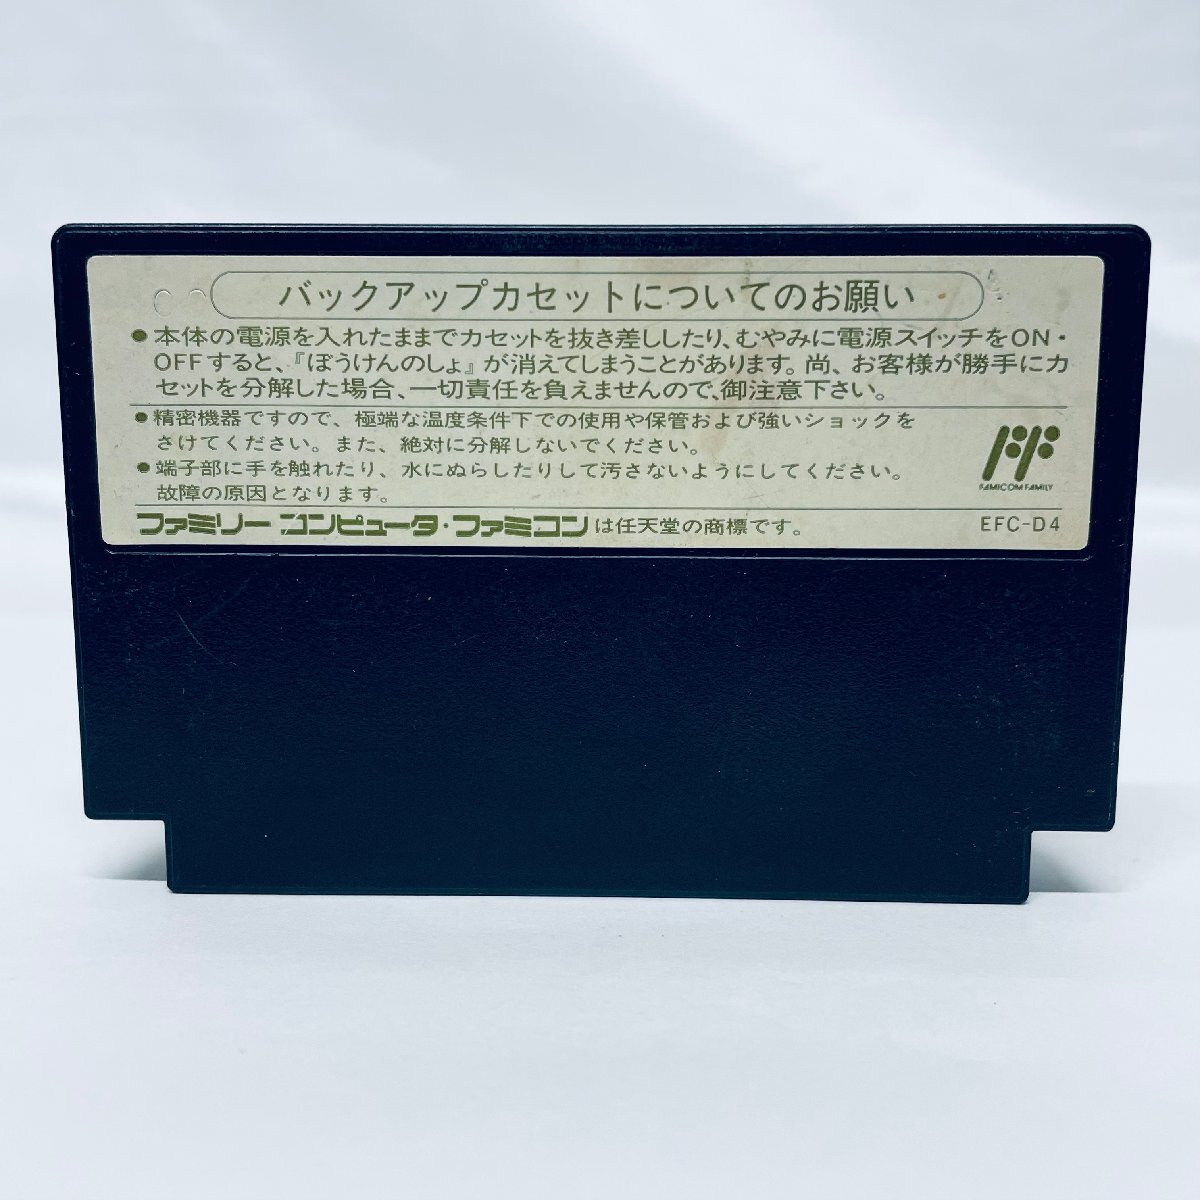 バックアップカセットについてのお願い
●本体の電源を入れたままでカセットを抜き差ししたり、むやみに電源スイッチをON・
OFFすると、『ぼうけんのしょ』が消えてしまうことがあります。尚、お客様が勝手にカ
セットを分解した場合、一切責任を負えませんので、御注意下さい。
●精密機器ですので、極端な温度条件下での使用や保管および強いショックを
さけてください。また、絶対に分解しないでください。
●端子部に手を触れたり、水にぬらしたりして汚さないようにしてください。
故障の原因となります。
FAMICOM FAMILY
ファミリーコンピュータ・ファミコンは任天堂の商標です。
EFC-D4